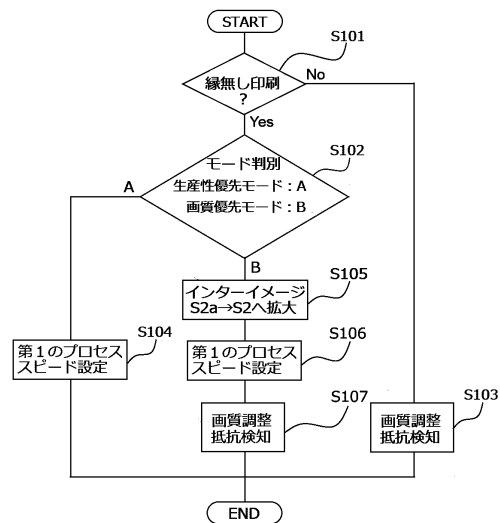 START
S101
縁無し印刷
?
No
Yes
S102
モード判別
生産性優先モード:A
画質優先モード:B
A
B
S105
インターイメージ
S2a→S2へ拡大
S104
第1のプロセス
スピード設定
S106
第1のプロセス
スピード設定
S107
画質調整
抵抗検知
S103
画質調整
抵抗検知
END